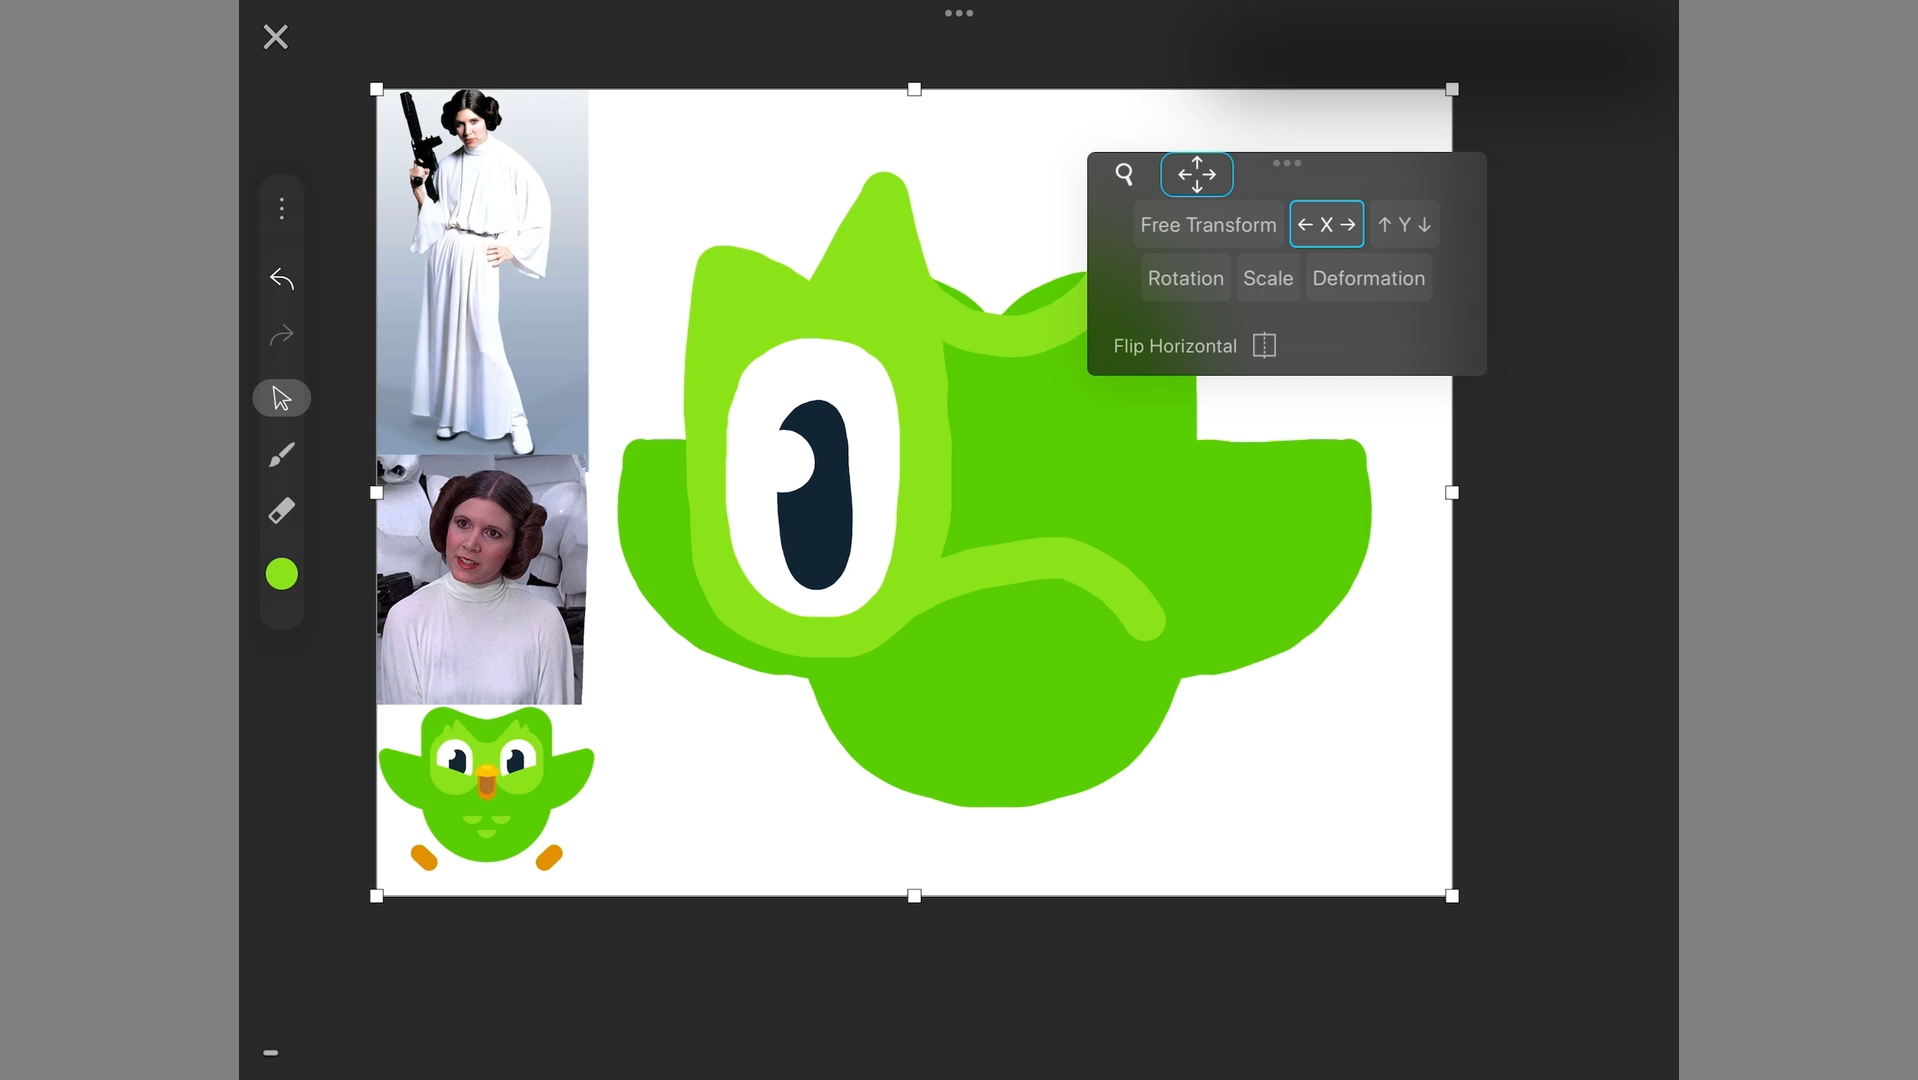 Free Transform ← X → ↑ Y ↓
Rotation Scale Deformation
Flip Horizontal